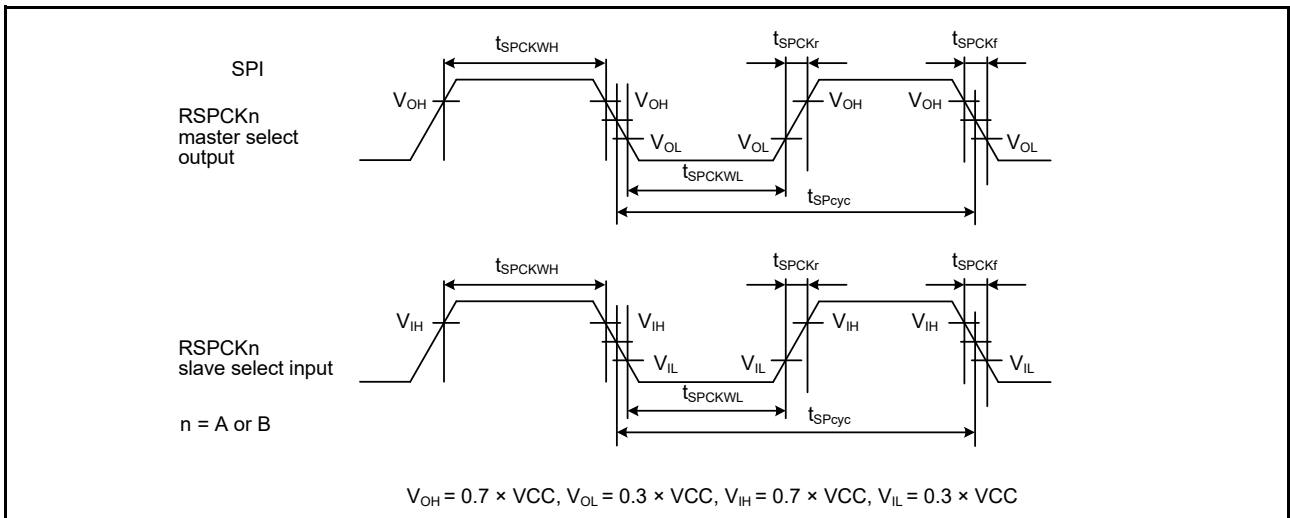 SPI
RSPCKn
master select
output
tSPCKWH
tSPCKr
tSPCKf
VOH
VOH
VOH
VOH
VOL
VOL
VOL
tSPCKWL
tSPcyc
RSPCKn
slave select input
tSPCKWH
tSPCKr
tSPCKf
VIH
VIH
VIH
VIH
VIL
VIL
VIL
tSPCKWL
tSPcyc
n = A or B
VOH = 0.7 × VCC, VOL = 0.3 × VCC, VIH = 0.7 × VCC, VIL = 0.3 × VCC